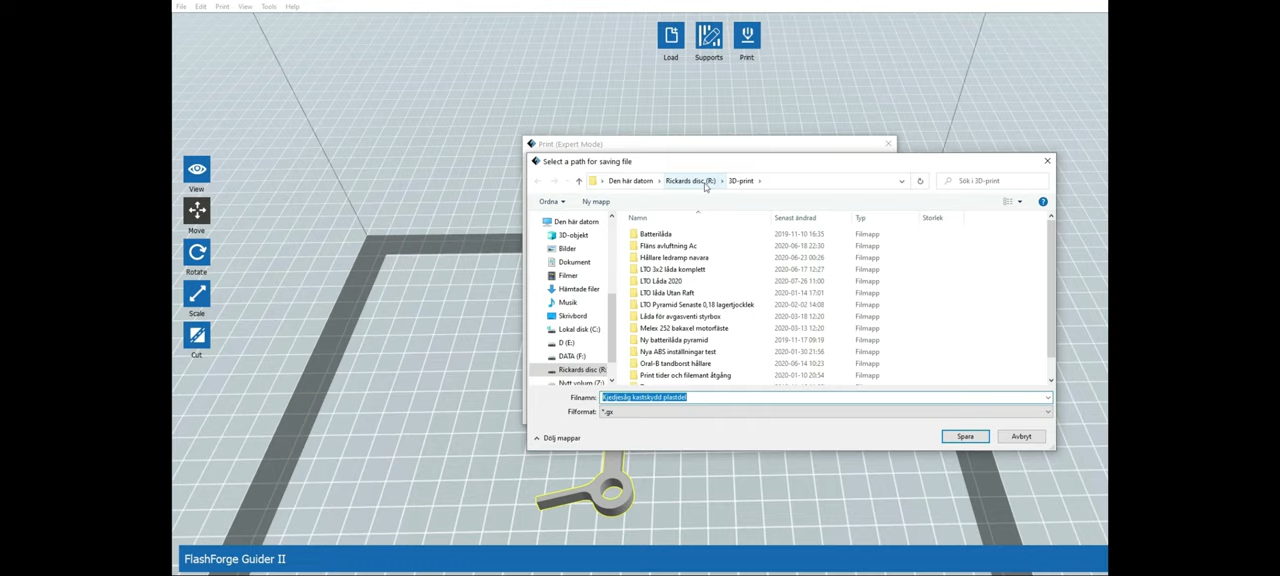 File Edit Print View Tools Help
Load Supports Print
View
Move
Rotate
Scale
Cut
Print (Expert Mode)
Select a path for saving file
Den här datorn Rickards disc (R:) 3D-print Sök i 3D-print
Ordna Ny mapp
Den här datorn
3D-objekt
Bilder
Dokument
Filmer
Hämtade filer
Musik
Skrivbord
Lokal disk (C:)
D (E:)
DATA (F:)
Rickards disc (R:
Nytt volym (Z:)
Namn Senast ändrad Typ Storlek
Batterilåda 2019-11-10 16:35 Filmapp
Fläns avluftning Ac 2020-06-18 22:30 Filmapp
Hållare ledramp navara 2020-06-23 00:26 Filmapp
LTO 3x2 låda komplett 2020-06-17 12:27 Filmapp
LTO Låda 2020 2020-07-26 11:00 Filmapp
LTO låda Utan Raft 2020-01-14 17:01 Filmapp
LTO Pyramid Senaste 0,18 lagertjocklek 2020-02-02 14:08 Filmapp
Låda för avgasventi styrbox 2020-03-18 12:20 Filmapp
Melex 252 bakaxel motorfäste 2020-03-13 12:20 Filmapp
Ny batterilåda pyramid 2019-11-17 09:19 Filmapp
Nya ABS inställningar test 2020-01-30 21:56 Filmapp
Oral-B tandborst hållare 2020-06-14 10:23 Filmapp
Print tider och filemant åtgång 2020-01-10 20:54 Filmapp
Filnamn: Kjedjesåg kastskydd plastdel
Filformat: *.gx
Dölj mappar Spara Avbryt
FlashForge Guider II